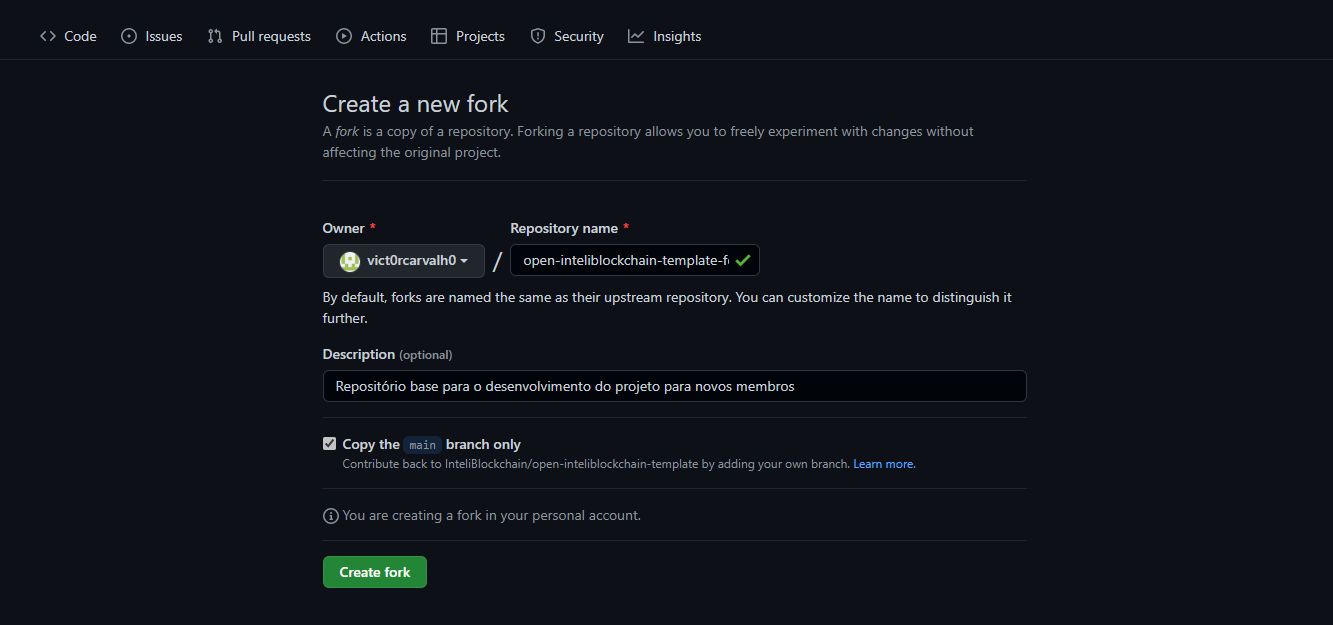 Code Issues Pull requests Actions Projects Security Insights
Create a new fork
A fork is a copy of a repository. Forking a repository allows you to freely experiment with changes without
affecting the original project.
Owner * Repository name *
vict0rcarvalh0 / open-inteliblockchain-template-f
By default, forks are named the same as their upstream repository. You can customize the name to distinguish it
further.
Description (optional)
Repositório base para o desenvolvimento do projeto para novos membros
Copy the main branch only
Contribute back to InteliBlockchain/open-inteliblockchain-template by adding your own branch. Learn more.
You are creating a fork in your personal account.
Create fork